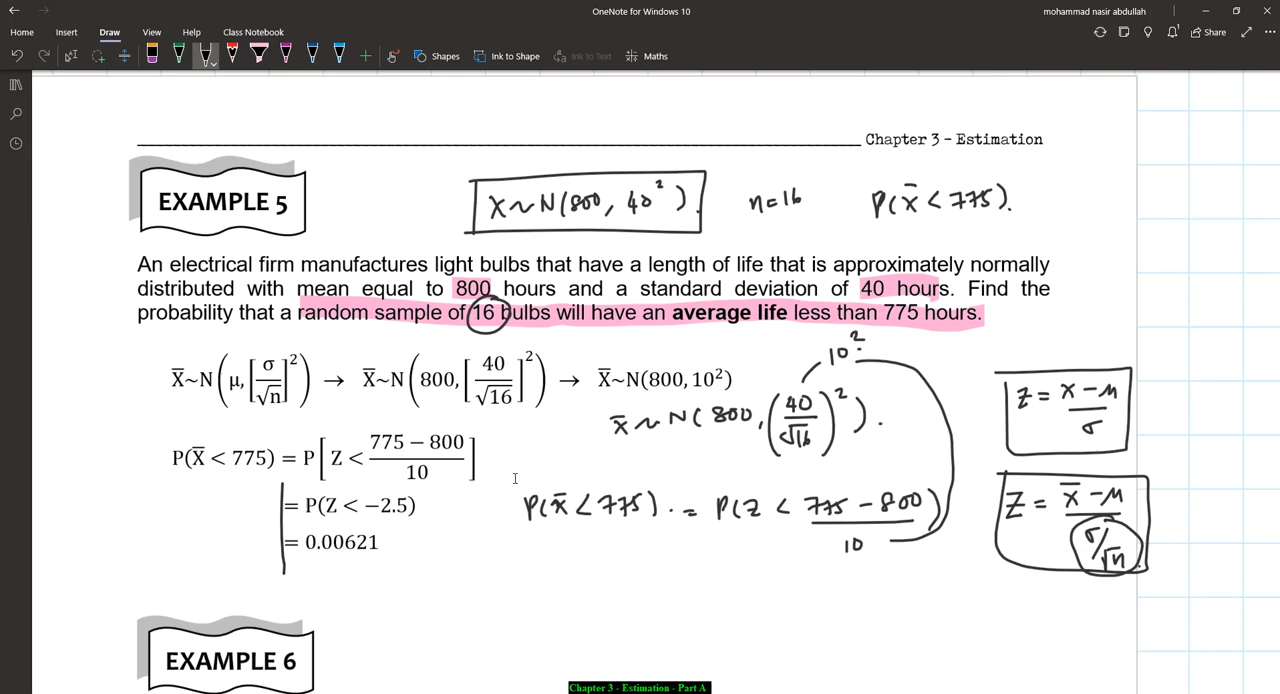 OneNote for Windows 10
mohammad nasir abdullah
Home Insert Draw View Help Class Notebook
Share
Shapes Ink to Shape Ink to Text Maths
Chapter 3 – Estimation
EXAMPLE 5
X ~ N(800, 40²). n=16 P(X̄ < 775).
An electrical firm manufactures light bulbs that have a length of life that is approximately normally
distributed with mean equal to 800 hours and a standard deviation of 40 hours. Find the
probability that a random sample of 16 bulbs will have an average life less than 775 hours.
X̄~N(μ, [σ/√n]²) → X̄~N(800, [40/√16]²) → X̄~N(800, 10²)
10²
x̄ ~ N(800, (40/√16)²).
Z = x - μ / σ
P(X̄ < 775) = P[Z < 775 − 800 / 10]
= P(Z < −2.5)
= 0.00621
P(x̄ < 775). = P(Z < 775 - 800 / 10)
Z = x̄ - μ / σ/√n
EXAMPLE 6
Chapter 3 - Estimation - Part A